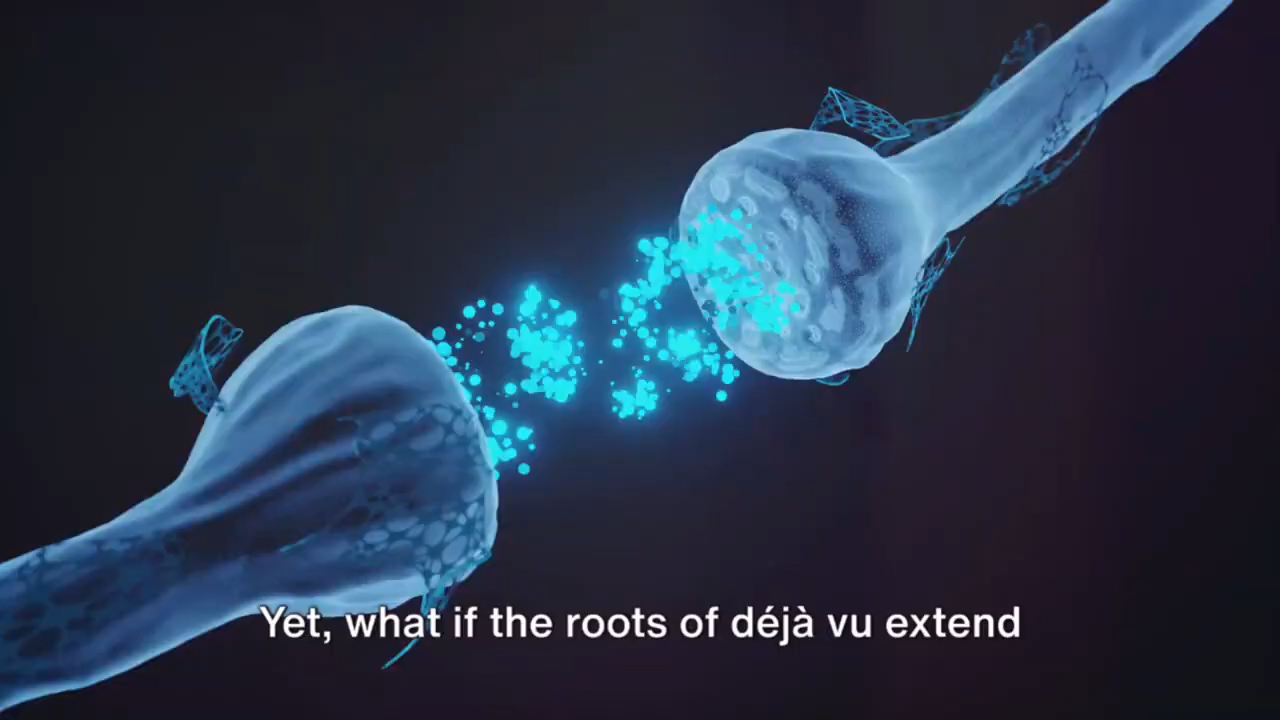 Yet, what if the roots of déjà vu extend